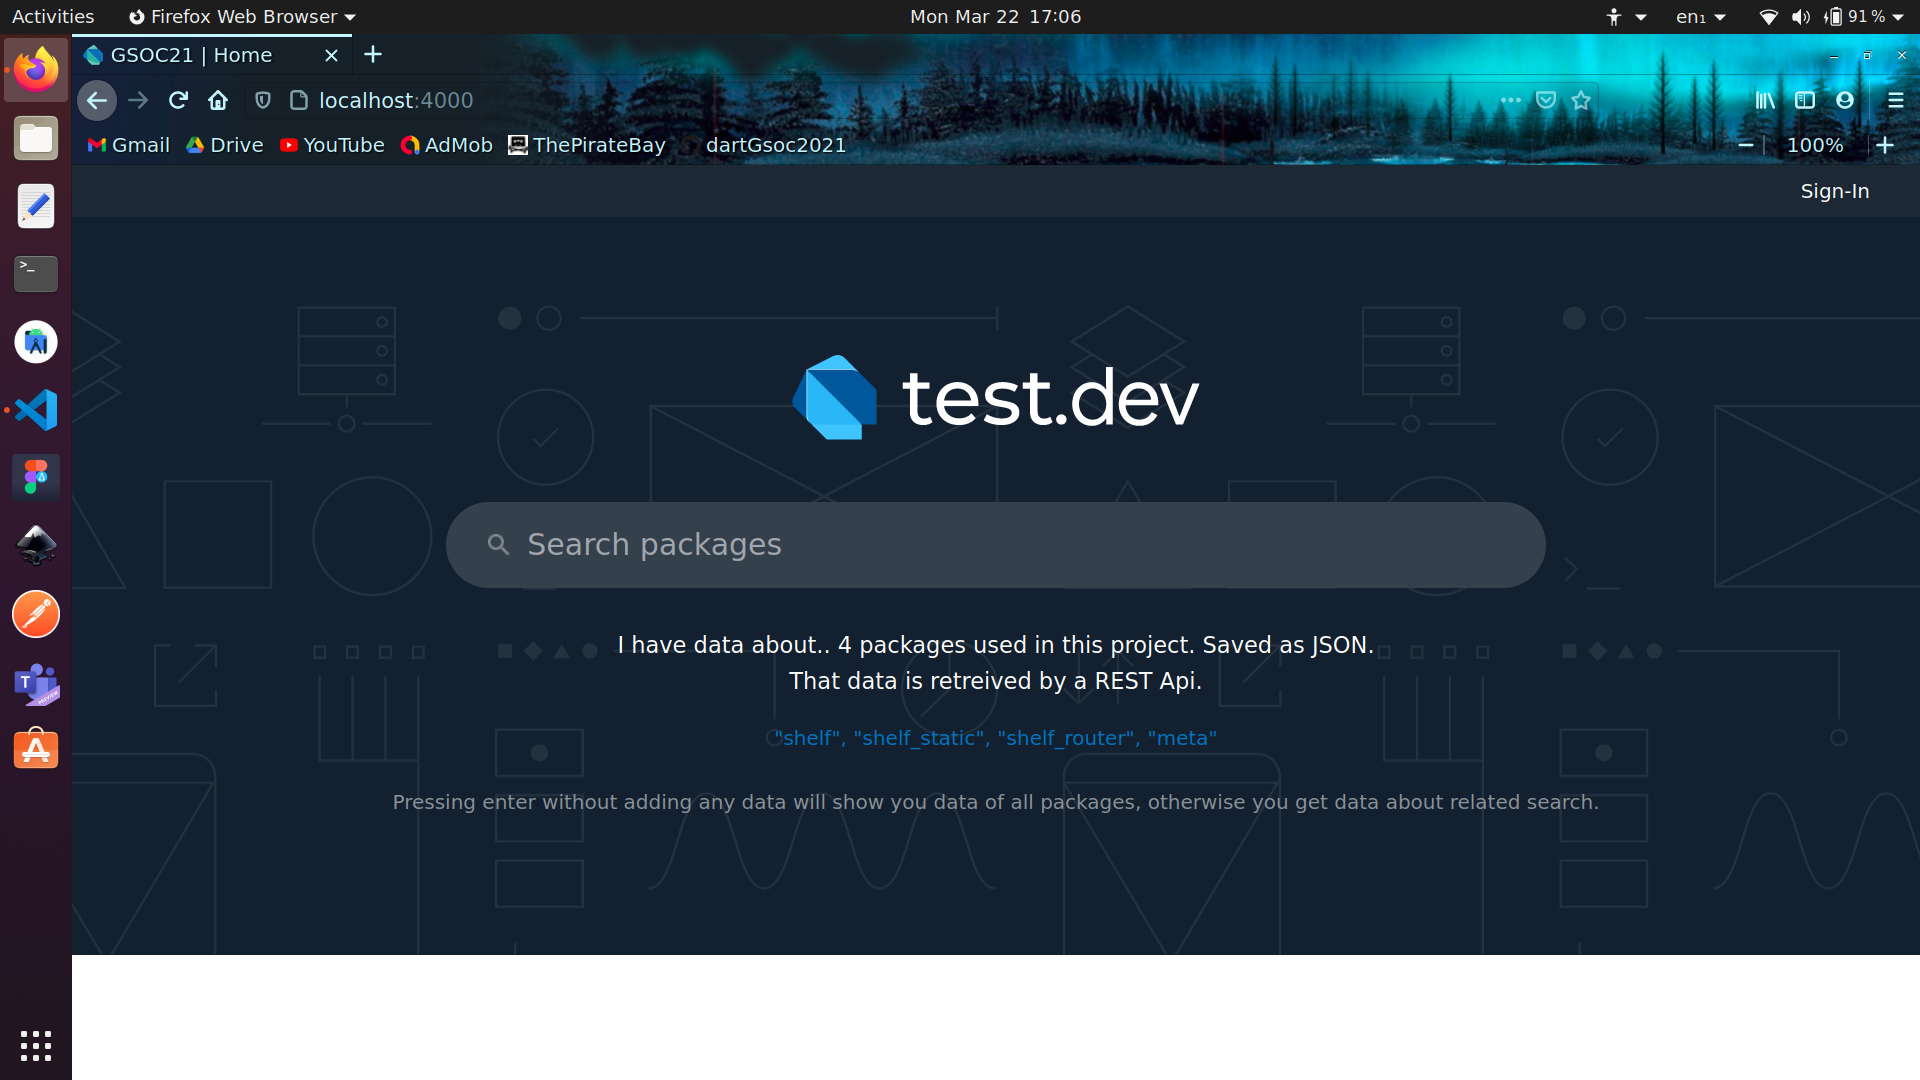 Activities Firefox Web Browser Mon Mar 22 17:06 en₁ 91 %
GSOC21 | Home
localhost:4000
Gmail Drive YouTube AdMob ThePirateBay dartGsoc2021 100%
Sign-In
test.dev
Search packages
I have data about.. 4 packages used in this project. Saved as JSON.
That data is retreived by a REST Api.
"shelf", "shelf_static", "shelf_router", "meta"
Pressing enter without adding any data will show you data of all packages, otherwise you get data about related search.